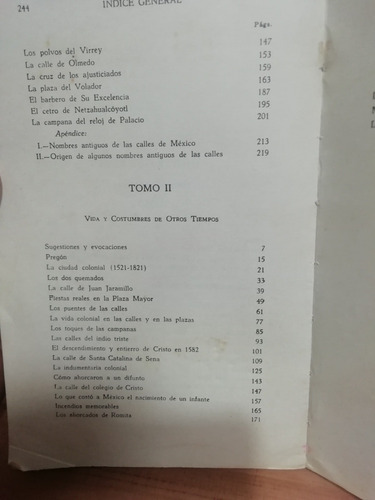 244
INDICE GENERAL
Págs.
Los polvos del Virrey 147
La calle de Olmedo 153
La cruz de los ajusticiados 159
La plaza del Volador 163
El barbero de Su Excelencia 187
El cetro de Netzahualcóyotl 195
La campana del reloj de Palacio 201
Apéndice:
I.—Nombres antiguos de las calles de México 213
II.—Origen de algunos nombres antiguos de las calles 219
TOMO II
VIDA Y COSTUMBRES DE OTROS TIEMPOS
Sugestiones y evocaciones 7
Pregón 15
La ciudad colonial (1521-1821) 21
Los dos quemados 33
La calle de Juan Jaramillo 39
Fiestas reales en la Plaza Mayor 49
Los puentes de las calles 61
La vida colonial en las calles y en las plazas 77
Los toques de las campanas 85
Las calles del indio triste 93
El descendimiento y entierro de Cristo en 1582 101
La calle de Santa Catalina de Sena 109
La indumentaria colonial 125
Cómo ahorcaron a un difunto 143
La calle del colegio de Cristo 147
Lo que costó a México el nacimiento de un infante 157
Incendios memorables 165
Los ahorcados de Romita 171